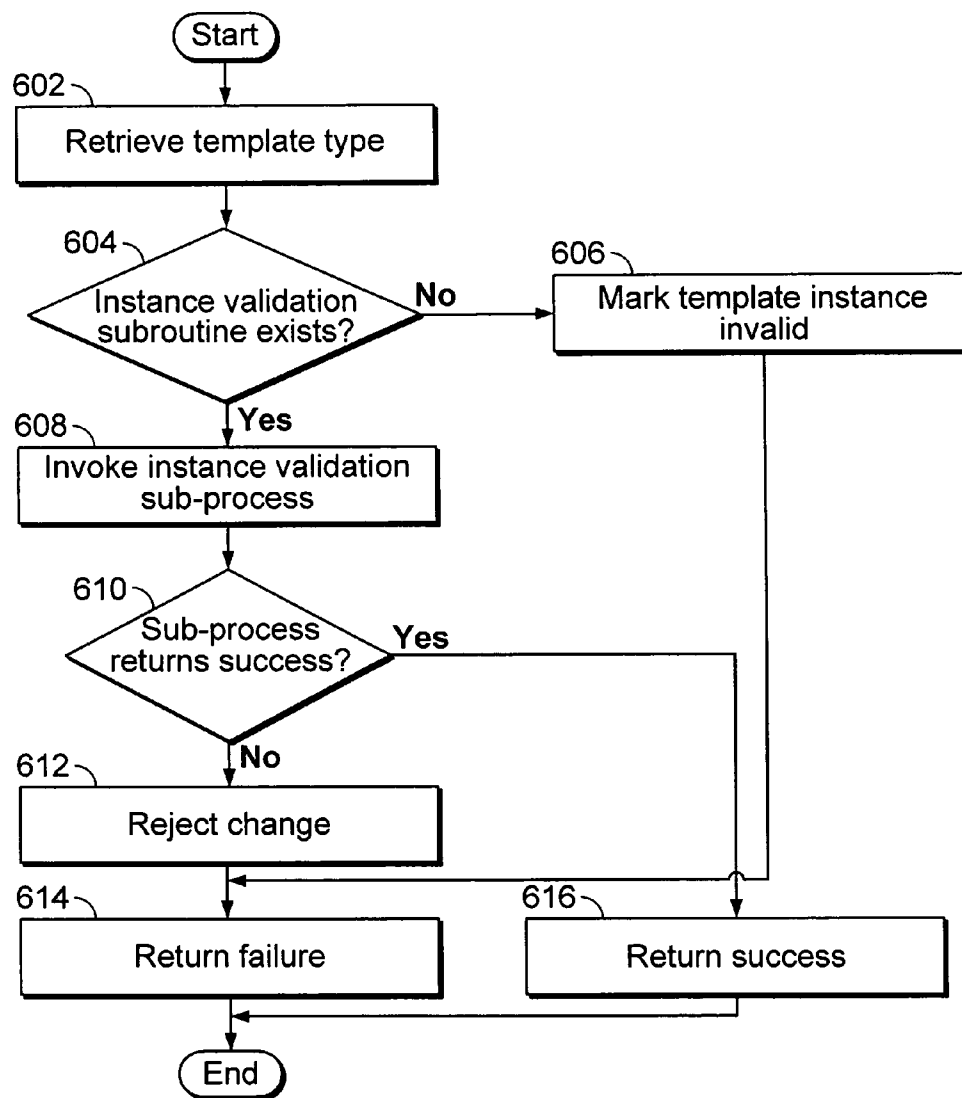 Start
602
Retrieve template type
604
Instance validation
subroutine exists?
No
606
Mark template instance
invalid
Yes
608
Invoke instance validation
sub-process
610
Sub-process
returns success?
Yes
No
612
Reject change
614
Return failure
616
Return success
End